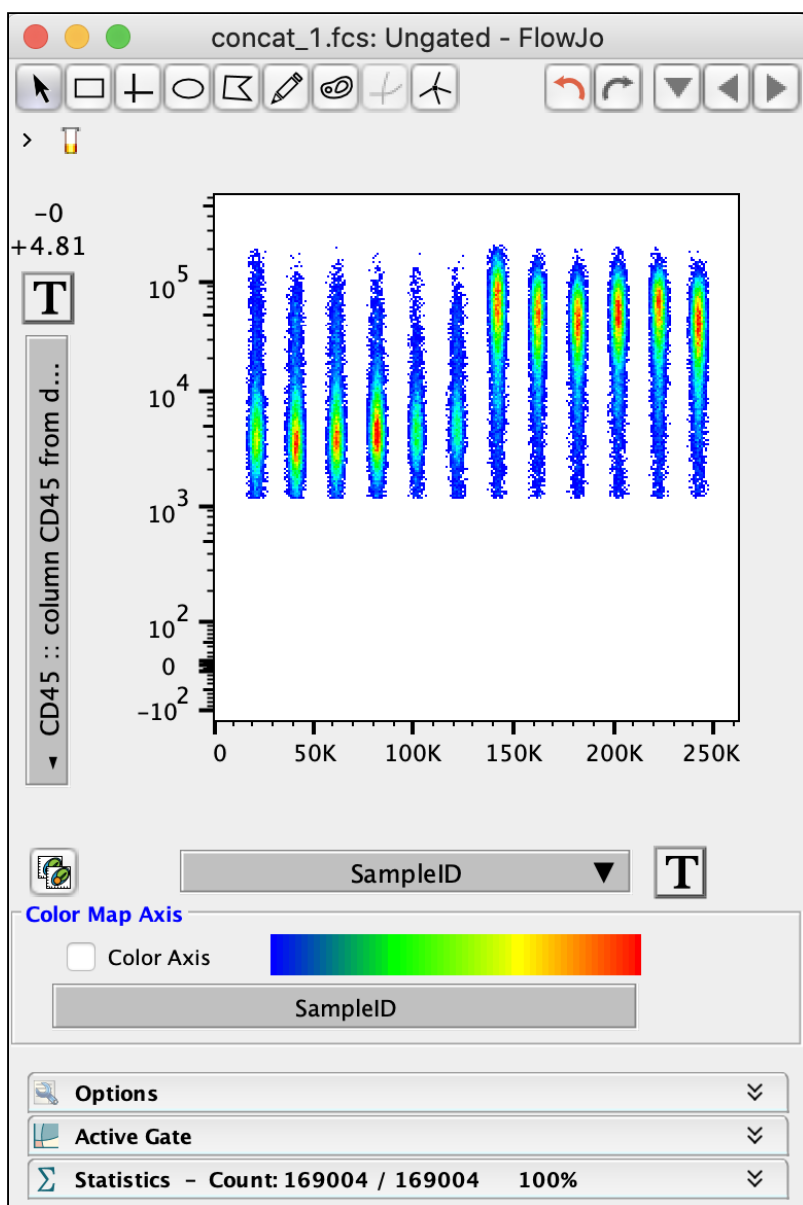 concat_1.fcs: Ungated - FlowJo
-0
+4.81
T
CD45 :: column CD45 from d...
10^5
10^4
10^3
10^2
0
-10^2
0 50K 100K 150K 200K 250K
SampleID
T
Color Map Axis
Color Axis
SampleID
Options
Active Gate
Σ Statistics - Count: 169004 / 169004 100%